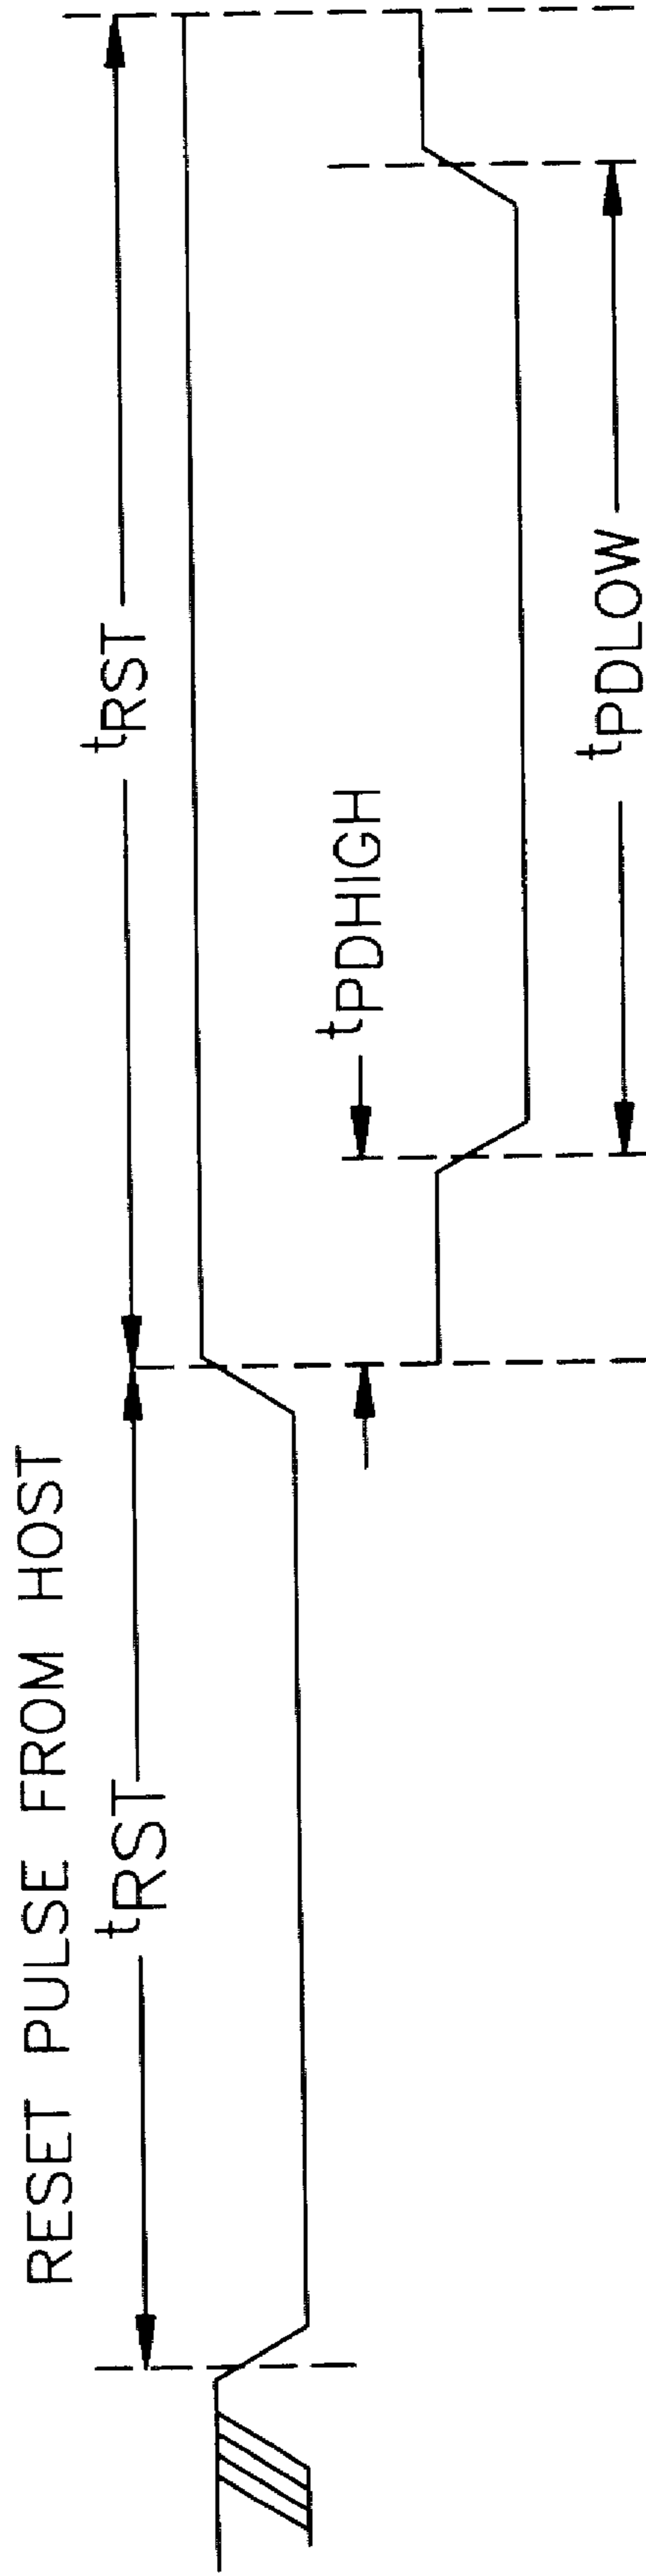 RESET PULSE FROM HOST
tRST
tRST
tPDHIGH
tPDLOW